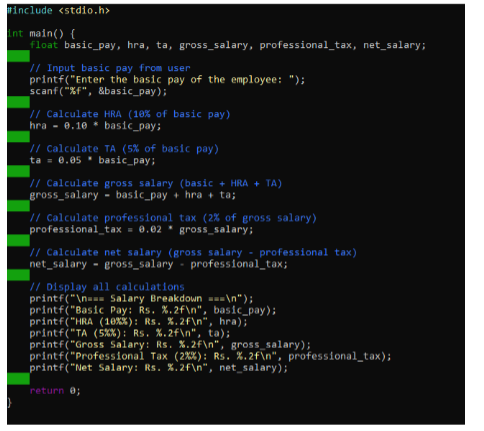 #include <stdio.h>
int main() {
float basic_pay, hra, ta, gross_salary, professional_tax, net_salary;
// Input basic pay from user
printf("Enter the basic pay of the employee: ");
scanf("%f", &basic_pay);
// Calculate HRA (10% of basic pay)
hra = 0.10 * basic_pay;
// Calculate TA (5% of basic pay)
ta = 0.05 * basic_pay;
// Calculate gross salary (basic + HRA + TA)
gross_salary = basic_pay + hra + ta;
// Calculate professional tax (2% of gross salary)
professional_tax = 0.02 * gross_salary;
// Calculate net salary (gross salary - professional tax)
net_salary = gross_salary - professional_tax;
// Display all calculations
printf("\n=== Salary Breakdown ===\n");
printf("Basic Pay: Rs. %.2f\n", basic_pay);
printf("HRA (10%%): Rs. %.2f\n", hra);
printf("TA (5%%): Rs. %.2f\n", ta);
printf("Gross Salary: Rs. %.2f\n", gross_salary);
printf("Professional Tax (2%%): Rs. %.2f\n", professional_tax);
printf("Net Salary: Rs. %.2f\n", net_salary);
return 0;
}